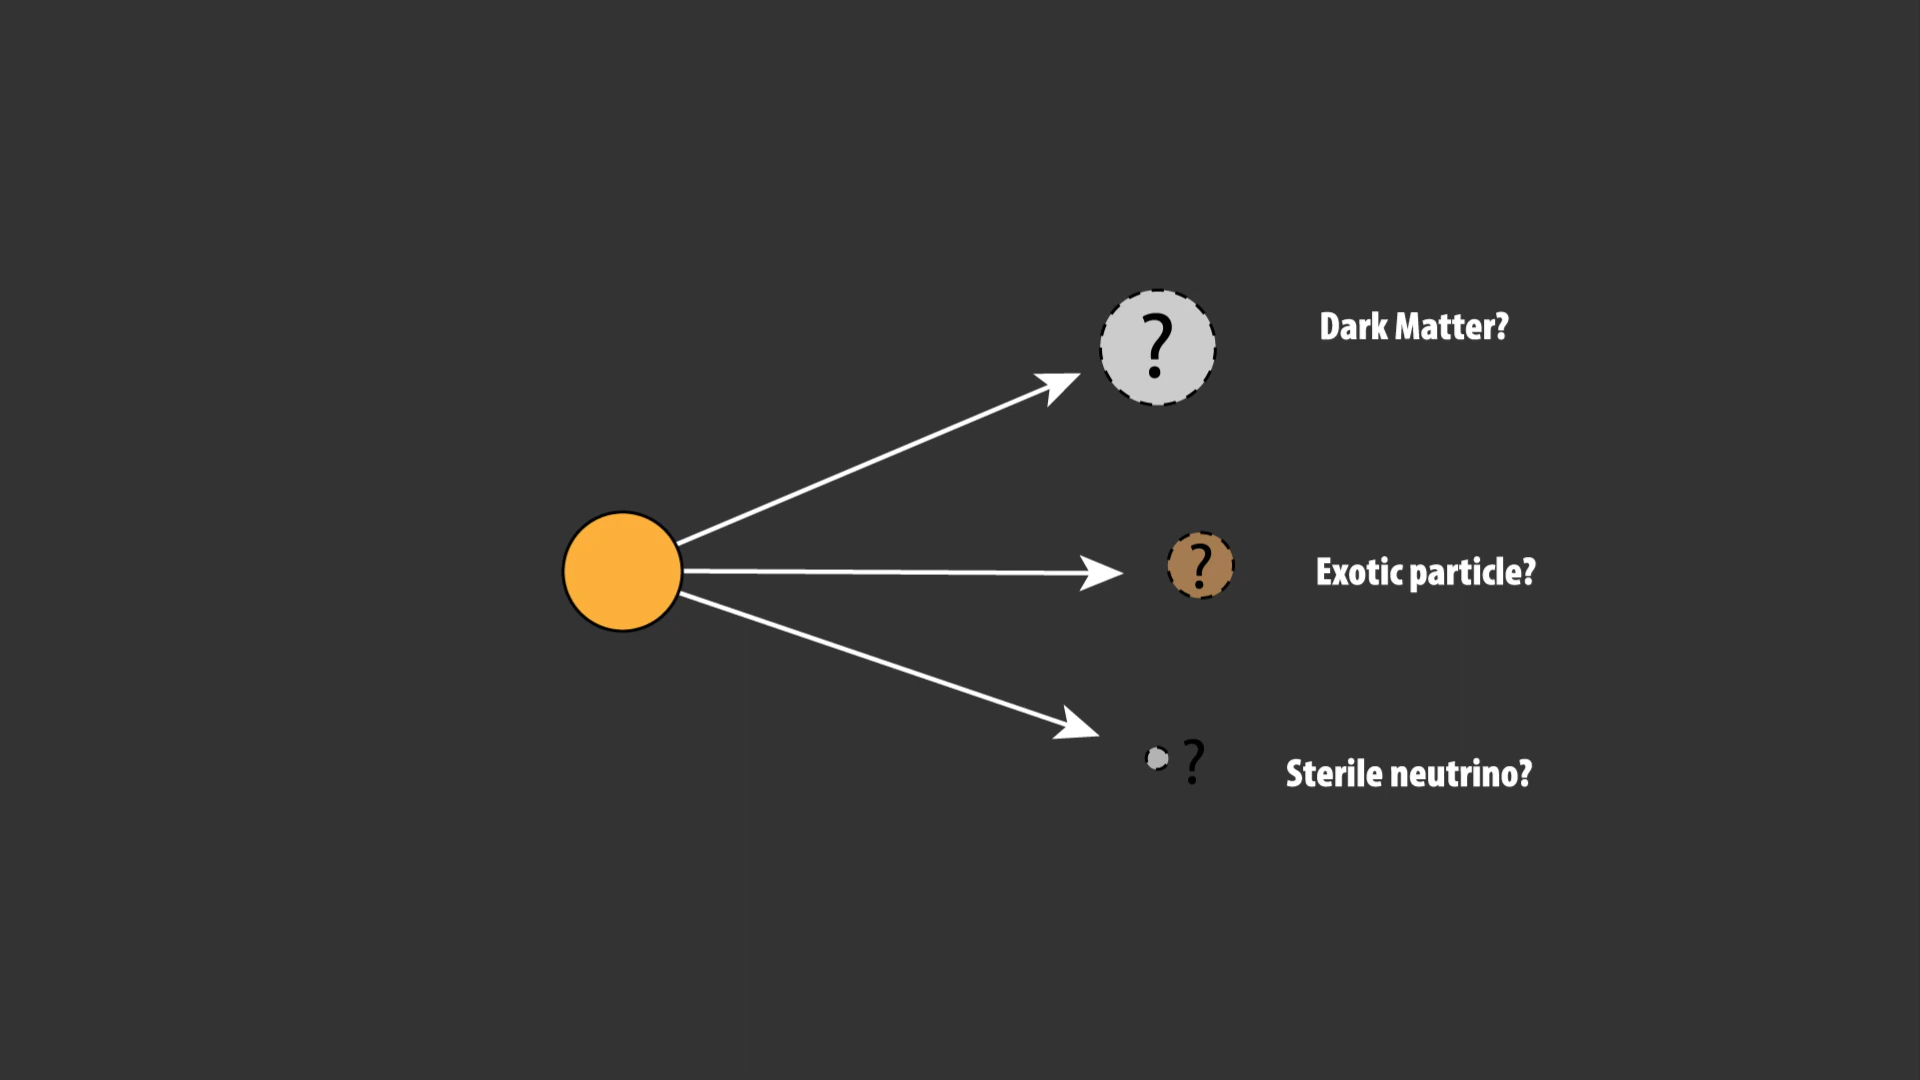 ?
Dark Matter?
?
Exotic particle?
?
Sterile neutrino?